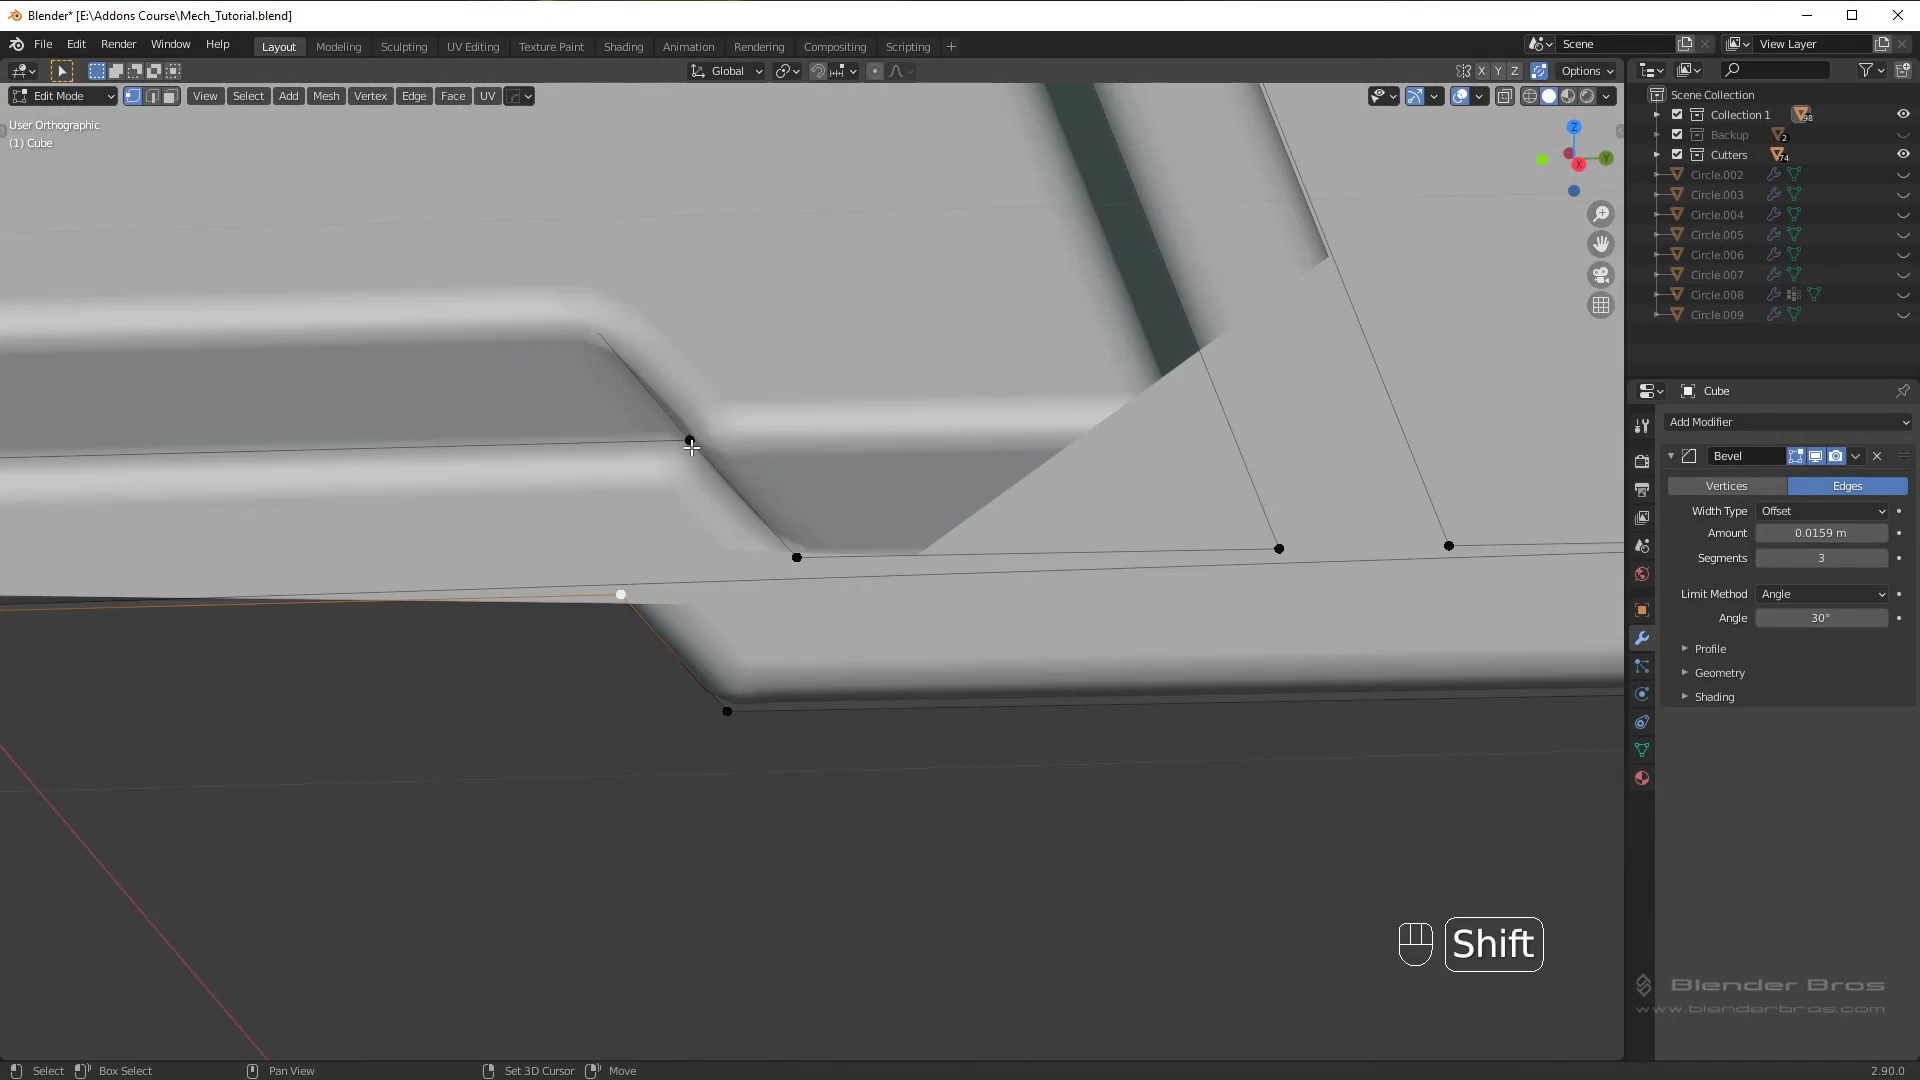 Blender* [E:\Addons Course\Mech_Tutorial.blend]
File Edit Render Window Help Layout Modeling Sculpting UV Editing Texture Paint Shading Animation Rendering Compositing Scripting + Scene View Layer
Global X Y Z Options
Edit Mode View Select Add Mesh Vertex Edge Face UV
User Orthographic
(1) Cube
Z
Y
X
Scene Collection
Collection 1 98
Backup 2
Cutters 74
Circle.002
Circle.003
Circle.004
Circle.005
Circle.006
Circle.007
Circle.008
Circle.009
Cube
Add Modifier
Bevel
Vertices Edges
Width Type Offset
Amount 0.0159 m
Segments 3
Limit Method Angle
Angle 30°
Profile
Geometry
Shading
Shift
Blender Bros
www.blenderbros.com
Select Box Select Pan View Set 3D Cursor Move 2.90.0